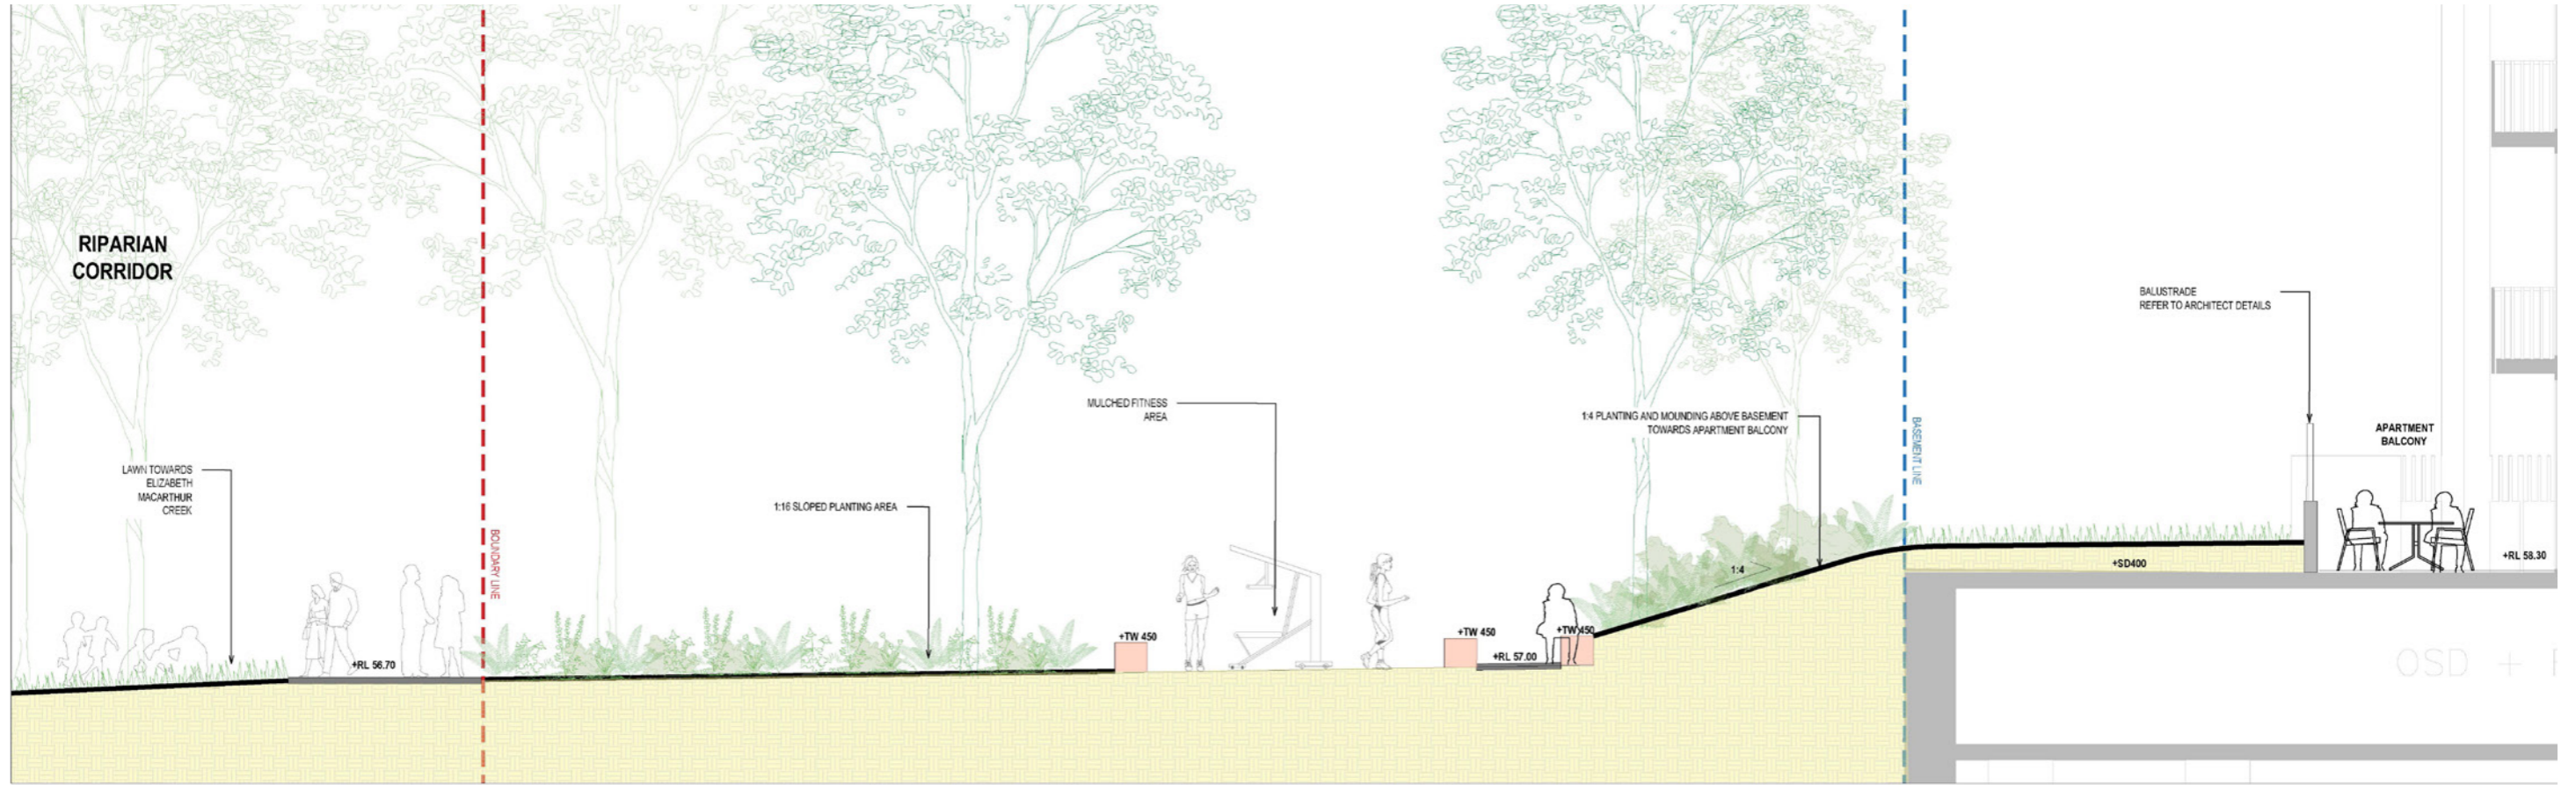 RIPARIAN
CORRIDOR
LAWN TOWARDS
ELIZABETH
MACARTHUR
CREEK
+RL 56.70
BOUNDARY LINE
1:16 SLOPED PLANTING AREA
+TW 450
MULCHED FITNESS
AREA
+TW 450
+RL 57.00
+TW 450
1:4 PLANTING AND MOUNDING ABOVE BASEMENT
TOWARDS APARTMENT BALCONY
1:4
BASEMENT LINE
BALUSTRADE
REFER TO ARCHITECT DETAILS
APARTMENT
BALCONY
+SD400
+RL 58.30
OSD +